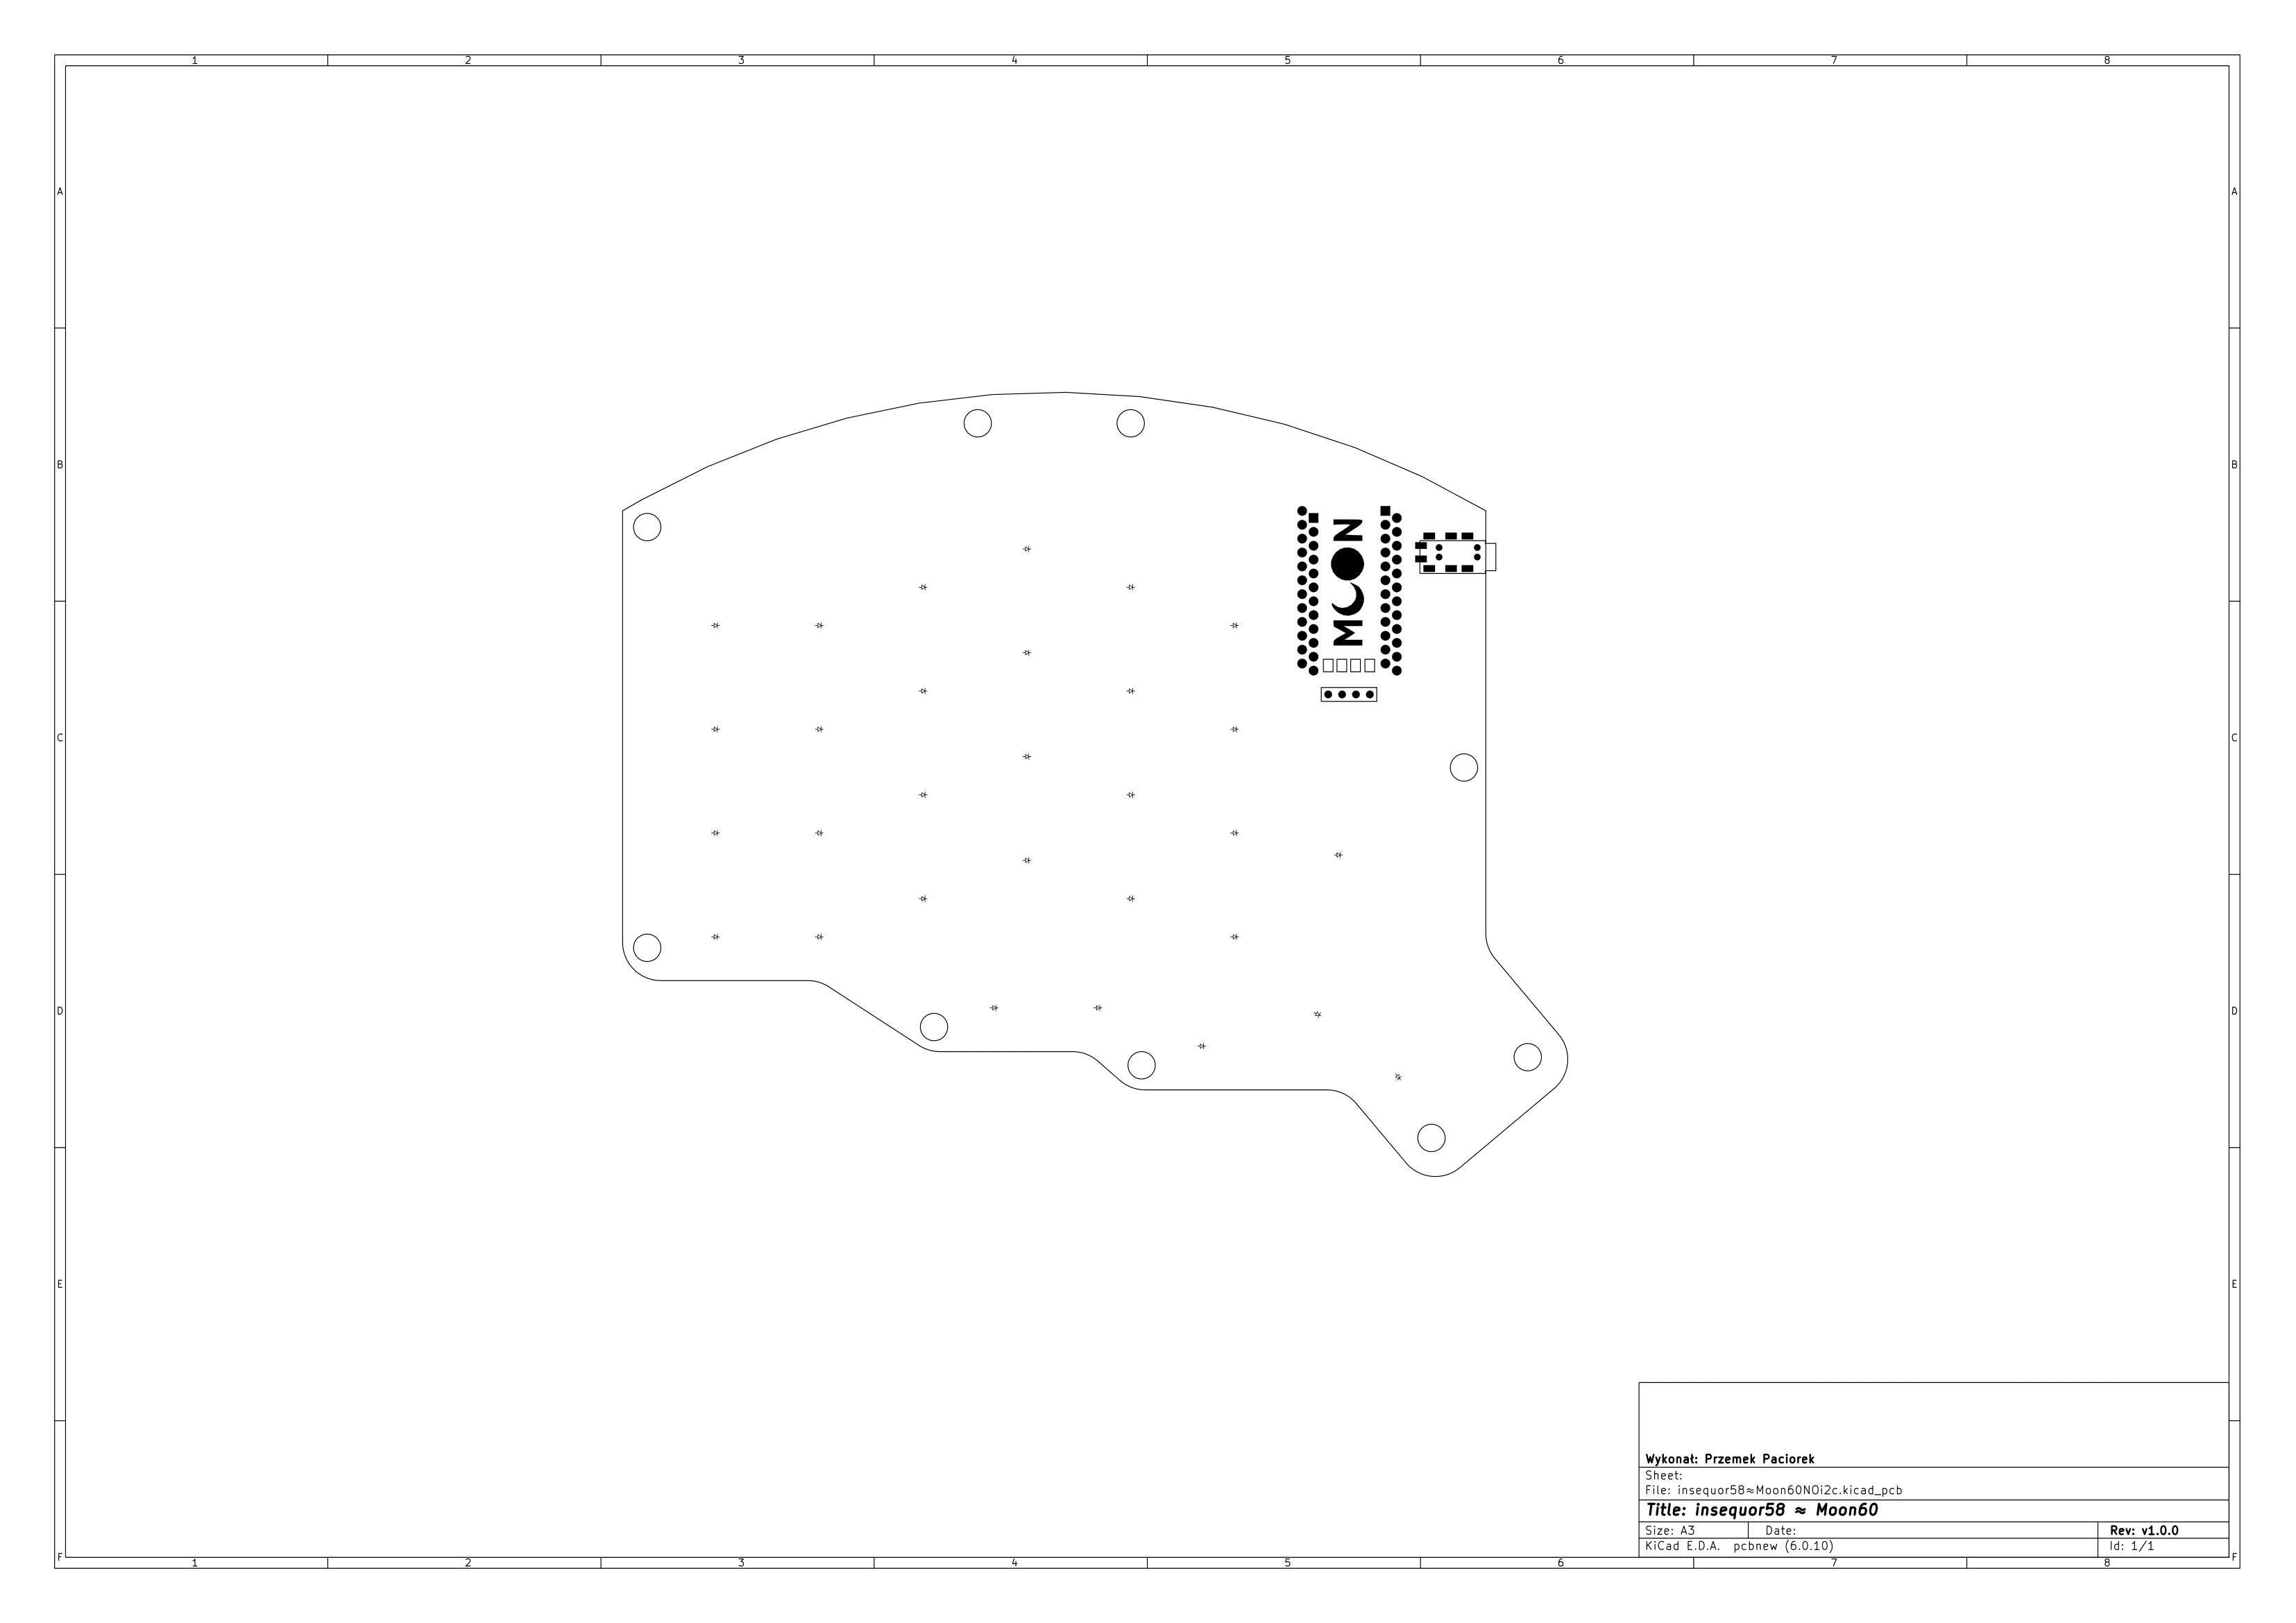 1 2 3 4 5 6 7 8
A A
B B
MOON
C C
D D
E E
Wykonał: Przemek Paciorek
Sheet:
File: insequor58≈Moon60NOi2c.kicad_pcb
Title: insequor58 ≈ Moon60
Size: A3 Date: Rev: v1.0.0
KiCad E.D.A. pcbnew (6.0.10) Id: 1/1
F F
1 2 3 4 5 6 7 8